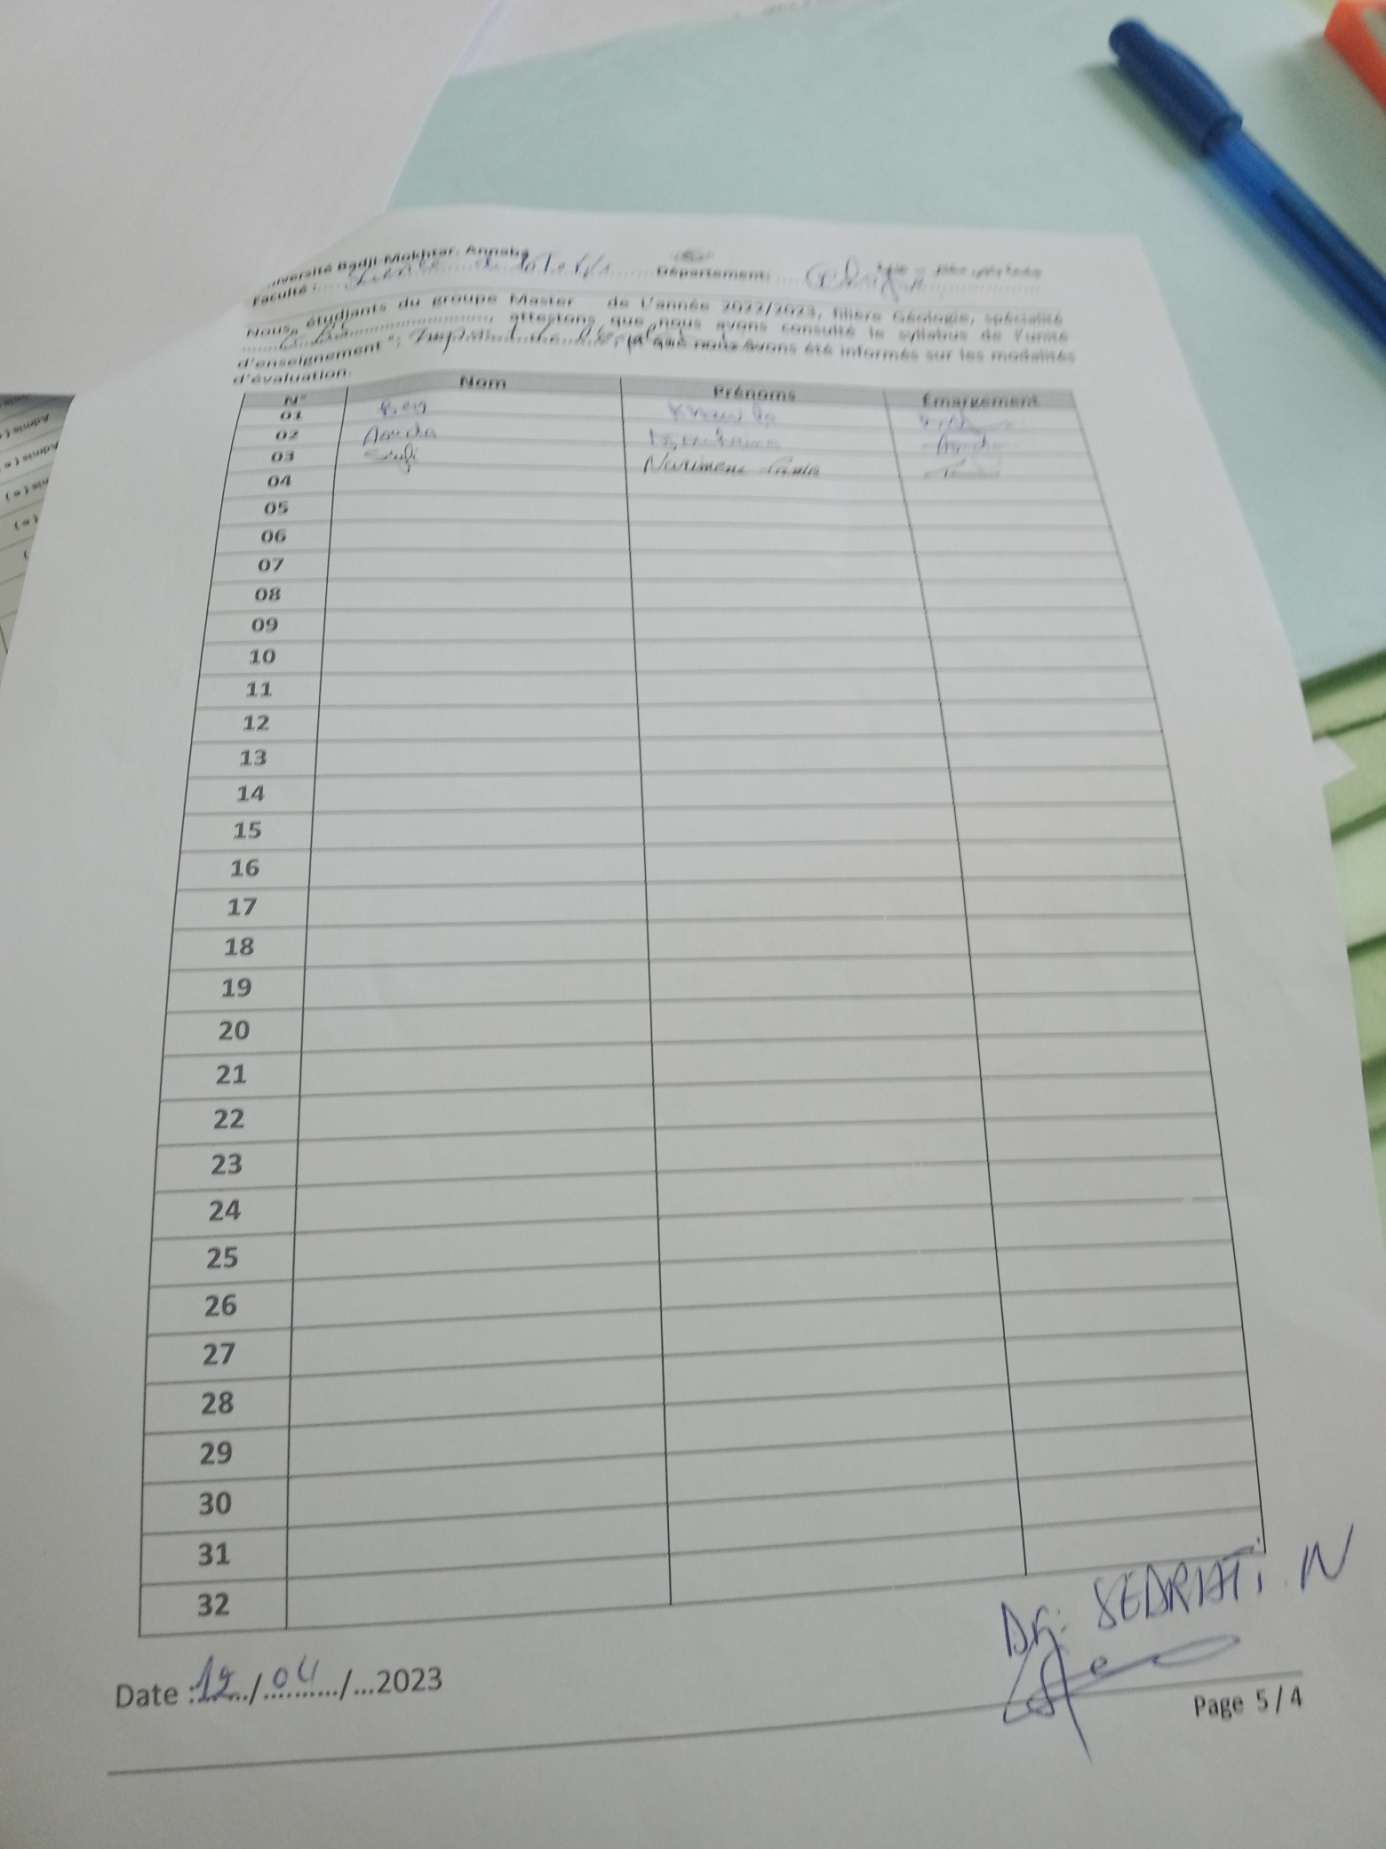 Université Badji-Mokhtar. Annaba
Faculté : Science de la Terre Département:
Nous, étudiants du groupe Master de L'année 2022/2023, filière Géologie, spécialité
, attestons que nous avons consulté le syllabus de l'unité
d'enseignement : que nous avons été informés sur les modalités
d'évaluation.
N° Nom Prénoms Émargement
01
02
03 Narimene
04
05
06
07
08
09
10
11
12
13
14
15
16
17
18
19
20
21
22
23
24
25
26
27
28
29
30
31
32
Dr: SEDRATI. N
Date : 12/04/...2023
Page 5 / 4